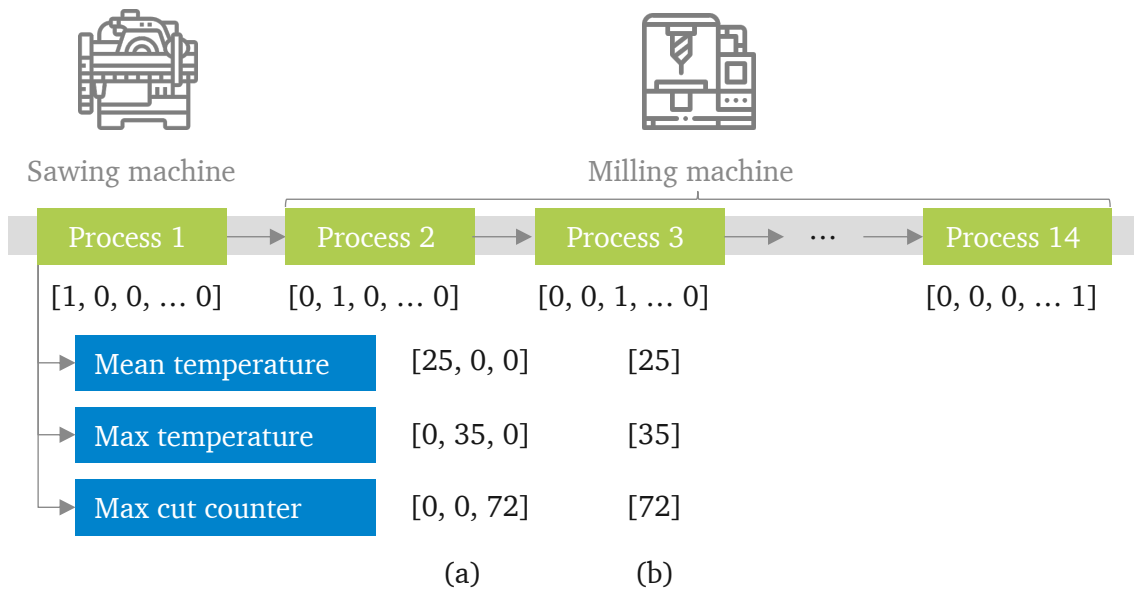 Sawing machine Milling machine
Process 1 Process 2 Process 3 ... Process 14
[1, 0, 0, ... 0] [0, 1, 0, ... 0] [0, 0, 1, ... 0] [0, 0, 0, ... 1]
Mean temperature [25, 0, 0] [25]
Max temperature [0, 35, 0] [35]
Max cut counter [0, 0, 72] [72]
(a) (b)